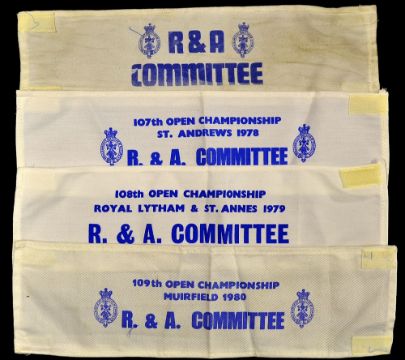 R & A
COMMITTEE
107th OPEN CHAMPIONSHIP
ST. ANDREWS 1978
R. & A. COMMITTEE
108th OPEN CHAMPIONSHIP
ROYAL LYTHAM & ST. ANNES 1979
R. & A. COMMITTEE
109th OPEN CHAMPIONSHIP
MUIRFIELD 1980
R. & A. COMMITTEE